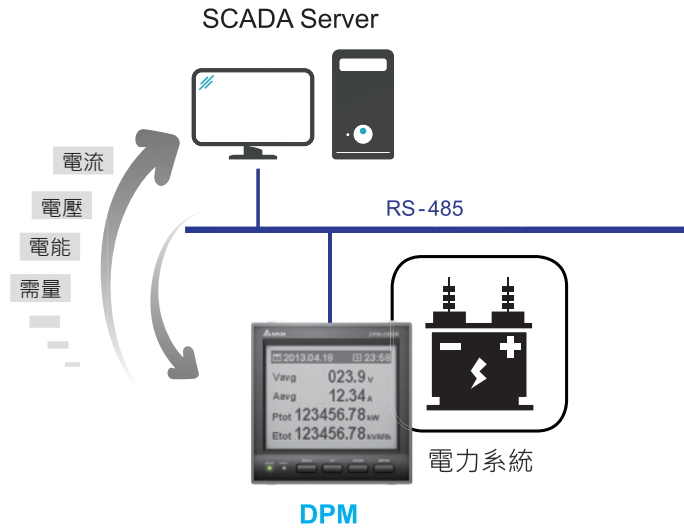 SCADA Server
電流
電壓
電能
需量
RS-485
2013.04.18 23:58
Vavg 023.9 v
Aavg 12.34 A
Ptot 123456.78 kW
Etot 123456.78 kVARh
電力系統
DPM